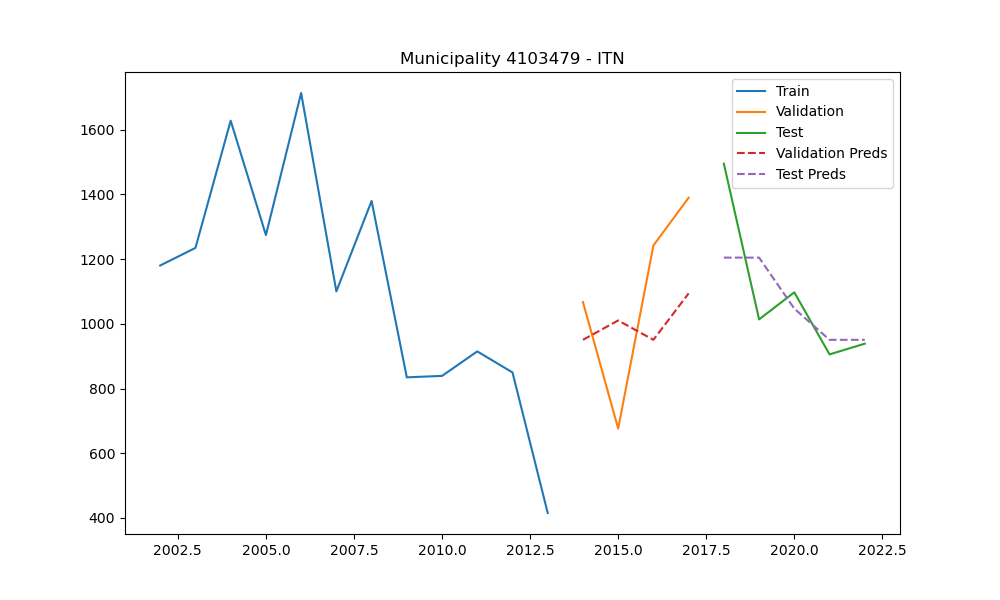 Municipality 4103479 - ITN
Train
Validation
Test
Validation Preds
Test Preds
1600
1400
1200
1000
800
600
400
2002.5 2005.0 2007.5 2010.0 2012.5 2015.0 2017.5 2020.0 2022.5